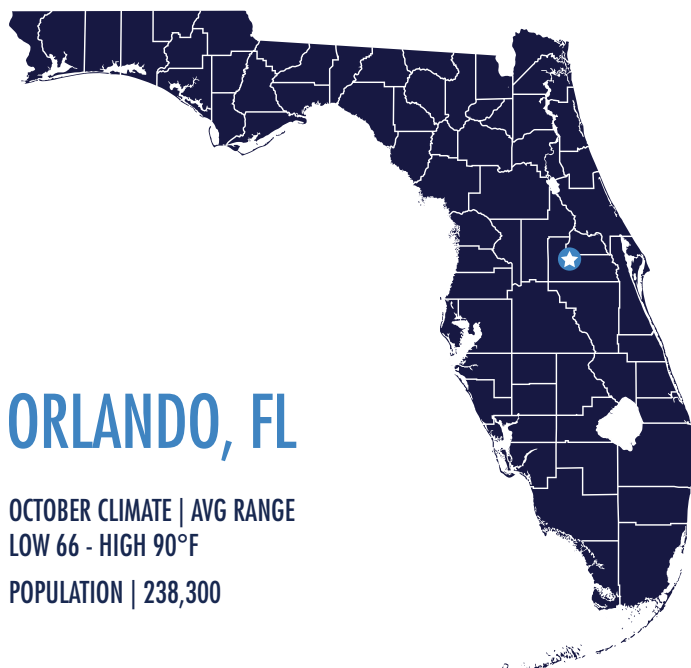 ORLANDO, FL
OCTOBER CLIMATE | AVG RANGE
LOW 66 - HIGH 90°F
POPULATION | 238,300